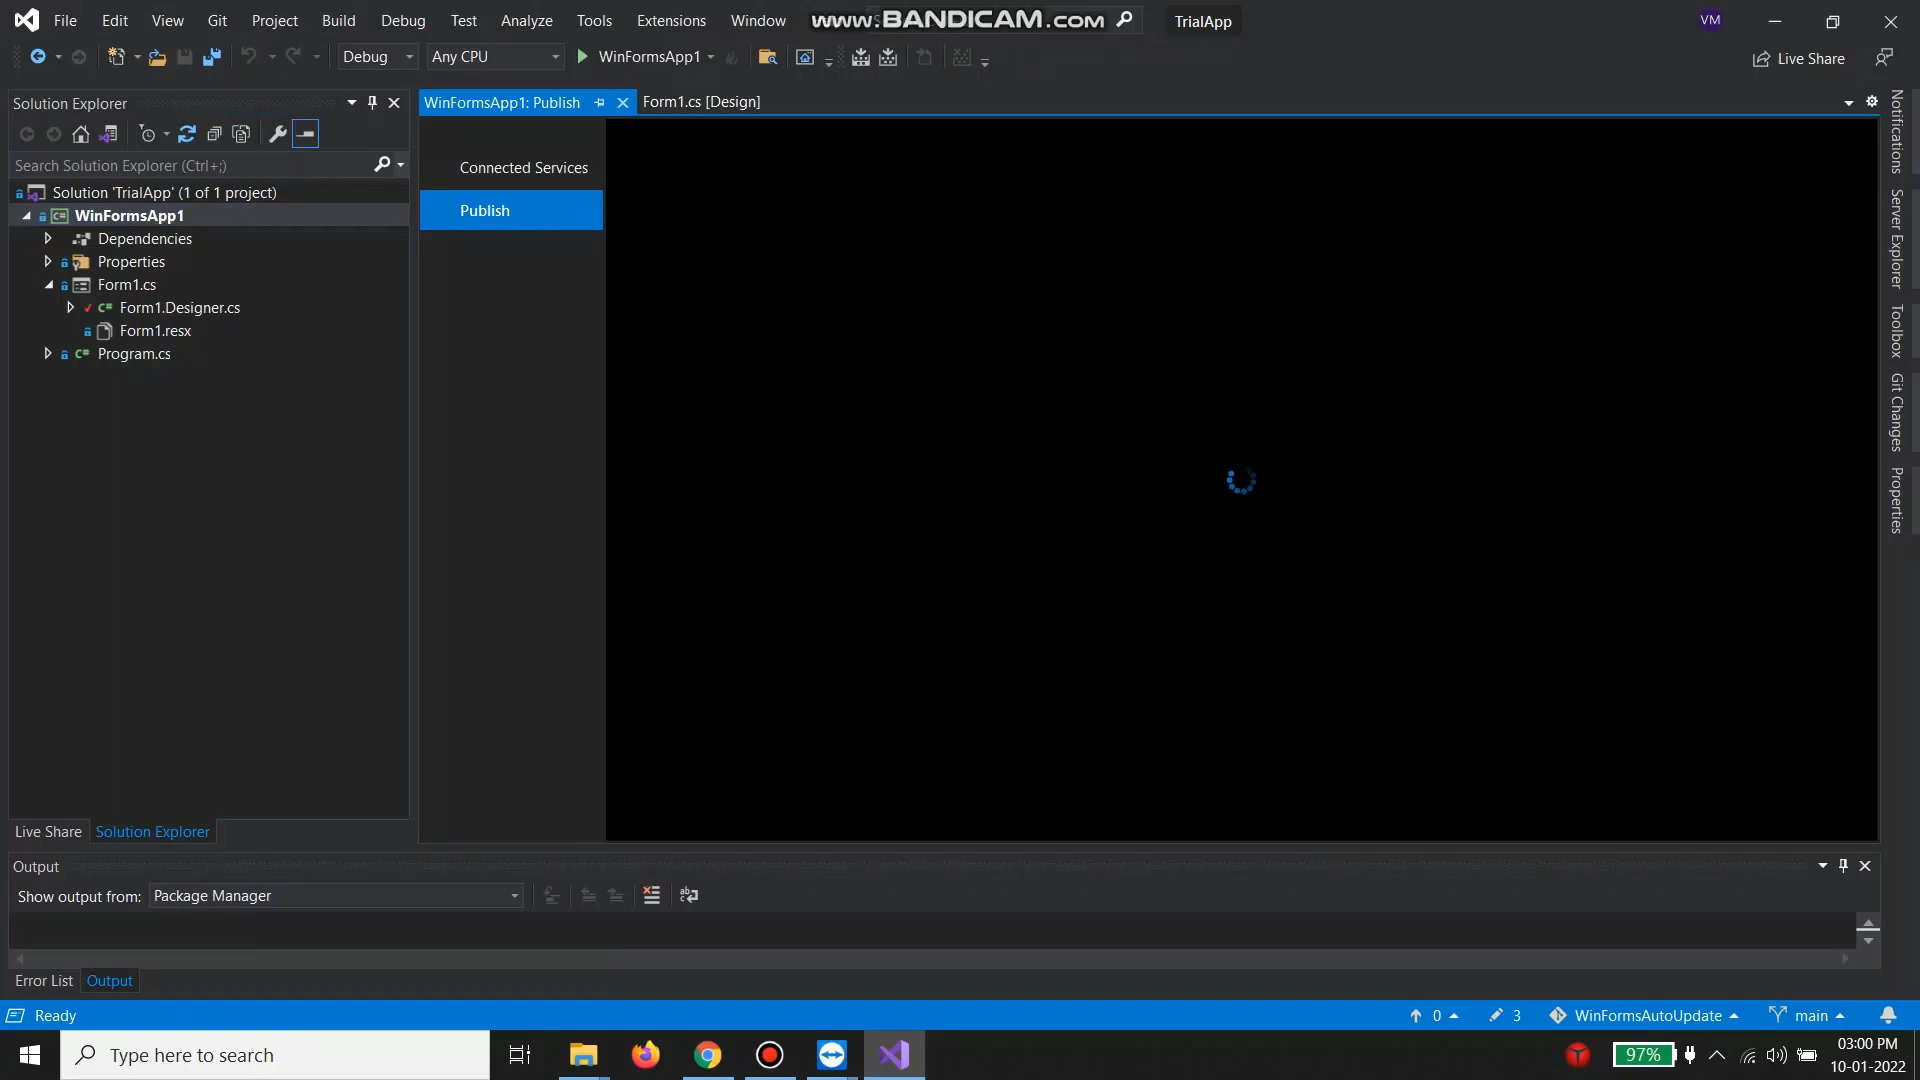 File Edit View Git Project Build Debug Test Analyze Tools Extensions Window www.BANDICAM.com TrialApp VM
Debug Any CPU WinFormsApp1 Live Share
Solution Explorer
Search Solution Explorer (Ctrl+;)
Solution 'TrialApp' (1 of 1 project)
WinFormsApp1
Dependencies
Properties
Form1.cs
Form1.Designer.cs
Form1.resx
Program.cs
Live Share Solution Explorer
WinFormsApp1: Publish Form1.cs [Design]
Connected Services
Publish
Notifications
Server Explorer
Toolbox
Git Changes
Properties
Output
Show output from: Package Manager
Error List Output
Ready 0 3 WinFormsAutoUpdate main
Type here to search
97%
03:00 PM
10-01-2022